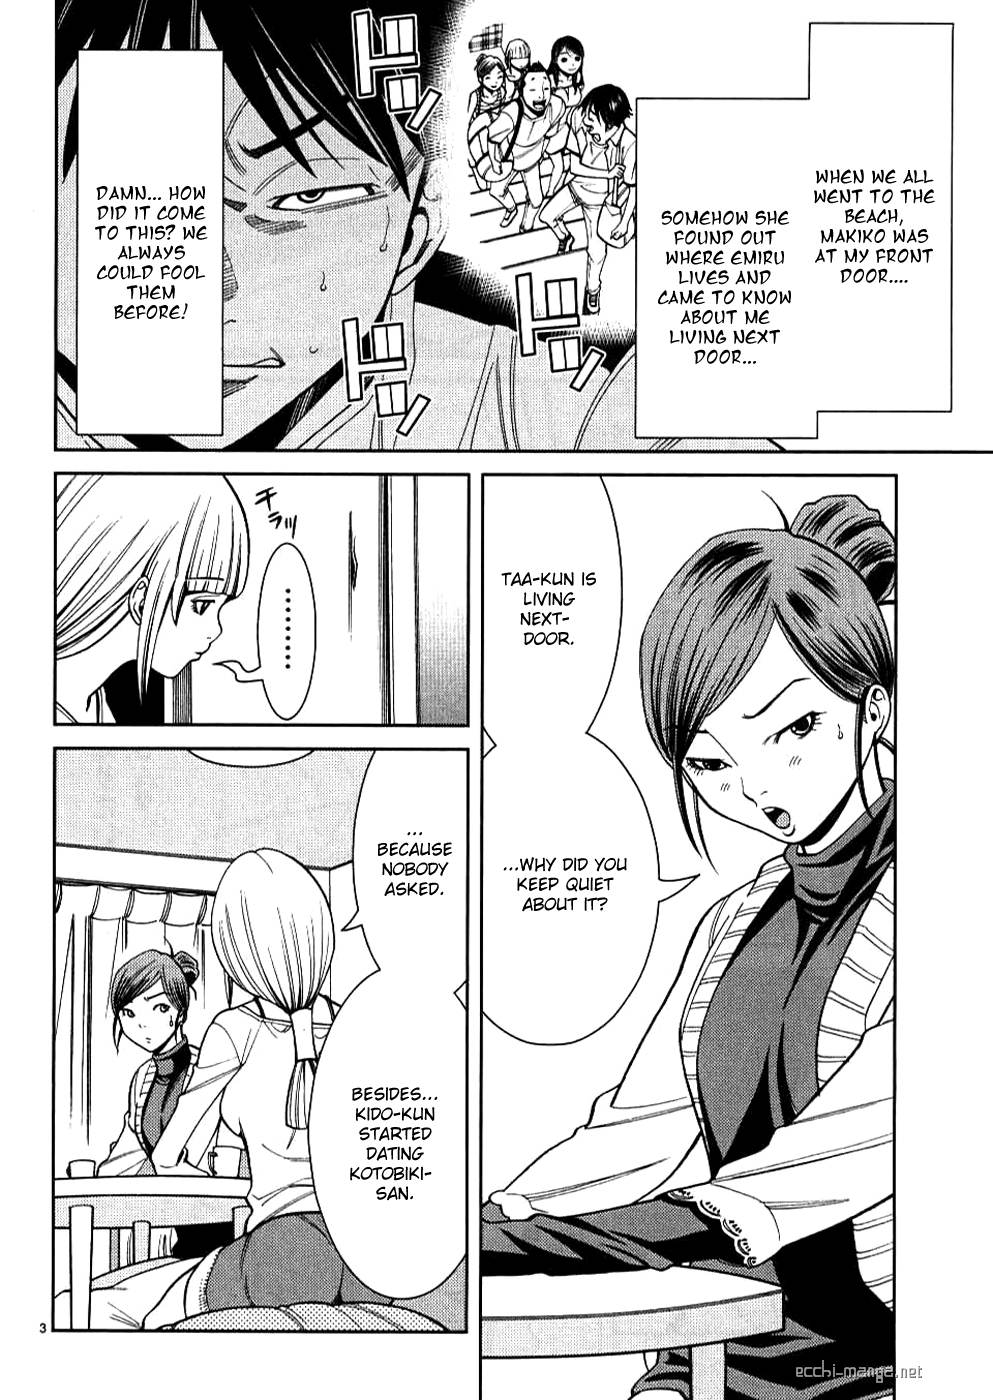 WHEN WE ALL
WENT TO THE
BEACH,
MAKIKO WAS
AT MY FRONT
DOOR....
SOMEHOW SHE
FOUND OUT
WHERE EMIRU
LIVES AND
CAME TO KNOW
ABOUT ME
LIVING NEXT
DOOR...
ドドド
ドドド
DAMN... HOW
DID IT COME
TO THIS? WE
ALWAYS
COULD FOOL
THEM
BEFORE!
TAA-KUN IS
LIVING
NEXT-
DOOR.
...WHY DID YOU
KEEP QUIET
ABOUT IT?
チラッ
........
...
BECAUSE
NOBODY
ASKED.
BESIDES...
KIDO-KUN
STARTED
DATING
KOTOBIKI-
SAN.
3
ecchi-manga.net